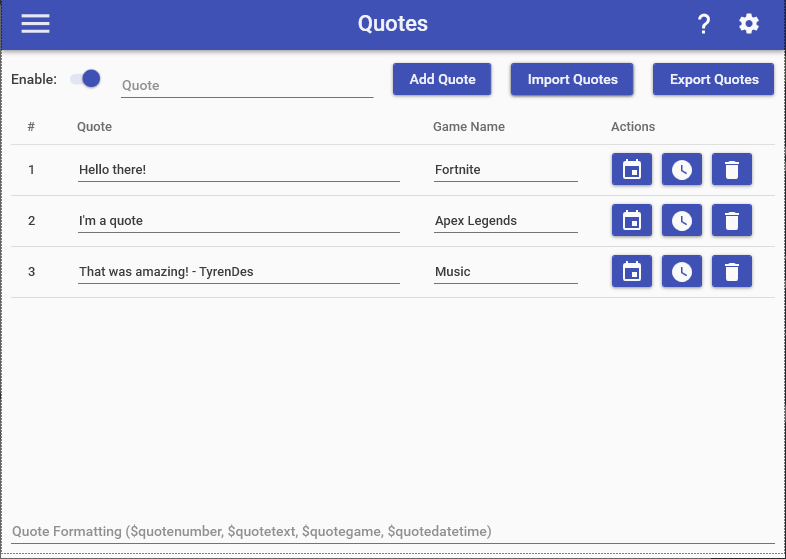 Quotes ?
Enable: Quote Add Quote Import Quotes Export Quotes
# Quote Game Name Actions
1 Hello there! Fortnite
2 I'm a quote Apex Legends
3 That was amazing! - TyrenDes Music
Quote Formatting ($quotenumber, $quotetext, $quotegame, $quotedatetime)